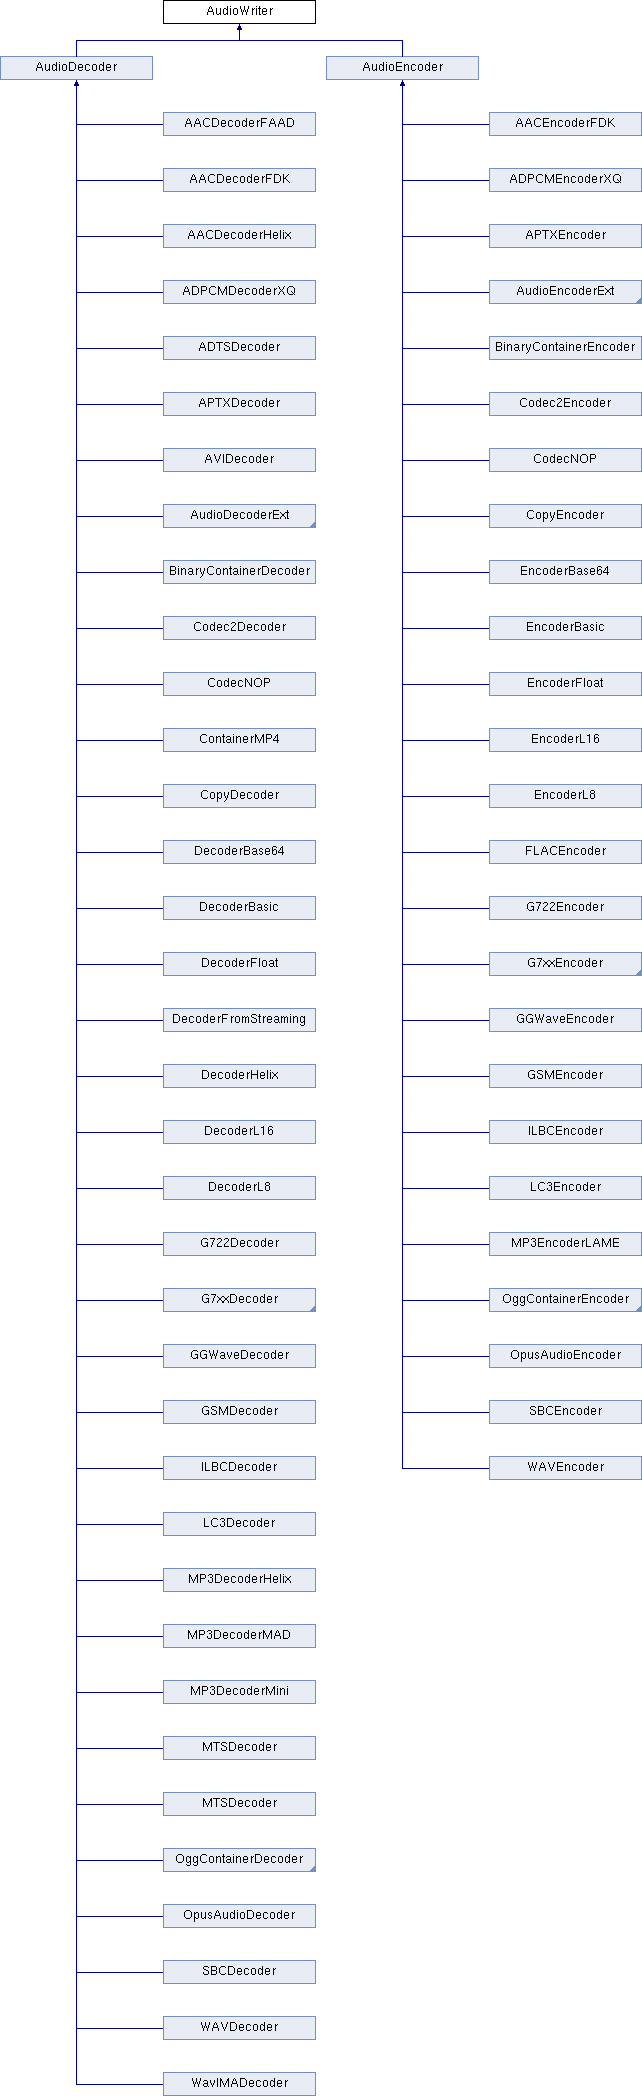 AudioWriter
AudioDecoder
AudioEncoder
AACDecoderFAAD
AACEncoderFDK
AACDecoderFDK
ADPCMEncoderXQ
AACDecoderHelix
APTXEncoder
ADPCMDecoderXQ
AudioEncoderExt
ADTSDecoder
BinaryContainerEncoder
APTXDecoder
Codec2Encoder
AVIDecoder
CodecNOP
AudioDecoderExt
CopyEncoder
BinaryContainerDecoder
EncoderBase64
Codec2Decoder
EncoderBasic
CodecNOP
EncoderFloat
ContainerMP4
EncoderL16
CopyDecoder
EncoderL8
DecoderBase64
FLACEncoder
DecoderBasic
G722Encoder
DecoderFloat
G7xxEncoder
DecoderFromStreaming
GGWaveEncoder
DecoderHelix
GSMEncoder
DecoderL16
ILBCEncoder
DecoderL8
LC3Encoder
G722Decoder
MP3EncoderLAME
G7xxDecoder
OggContainerEncoder
GGWaveDecoder
OpusAudioEncoder
GSMDecoder
SBCEncoder
ILBCDecoder
WAVEncoder
LC3Decoder
MP3DecoderHelix
MP3DecoderMAD
MP3DecoderMini
MTSDecoder
MTSDecoder
OggContainerDecoder
OpusAudioDecoder
SBCDecoder
WAVDecoder
WavIMADecoder